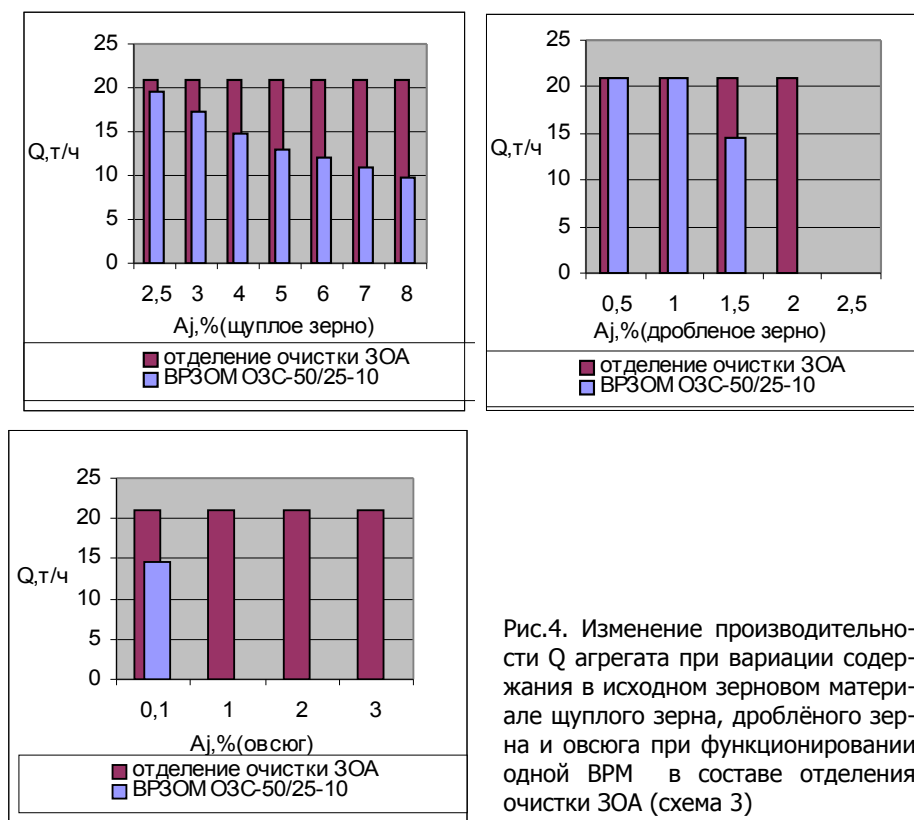 25
20
15
10
5
0
Q,т/ч
2,5 3 4 5 6 7 8
Aj,%(щуплое зерно)
отделение очистки ЗОА
ВРЗОМ ОЗС-50/25-10
25
20
15
10
5
0
Q,т/ч
0,5 1 1,5 2 2,5
Aj,%(дробленое зерно)
отделение очистки ЗОА
ВРЗОМ ОЗС-50/25-10
25
20
15
10
5
0
Q,т/ч
0,1 1 2 3
Aj,%(овсюг)
отделение очистки ЗОА
ВРЗОМ ОЗС-50/25-10
Рис.4. Изменение производительно-
сти Q агрегата при вариации содер-
жания в исходном зерновом матери-
але щуплого зерна, дроблёного зер-
на и овсюга при функционировании
одной ВРМ в составе отделения
очистки ЗОА (схема 3)